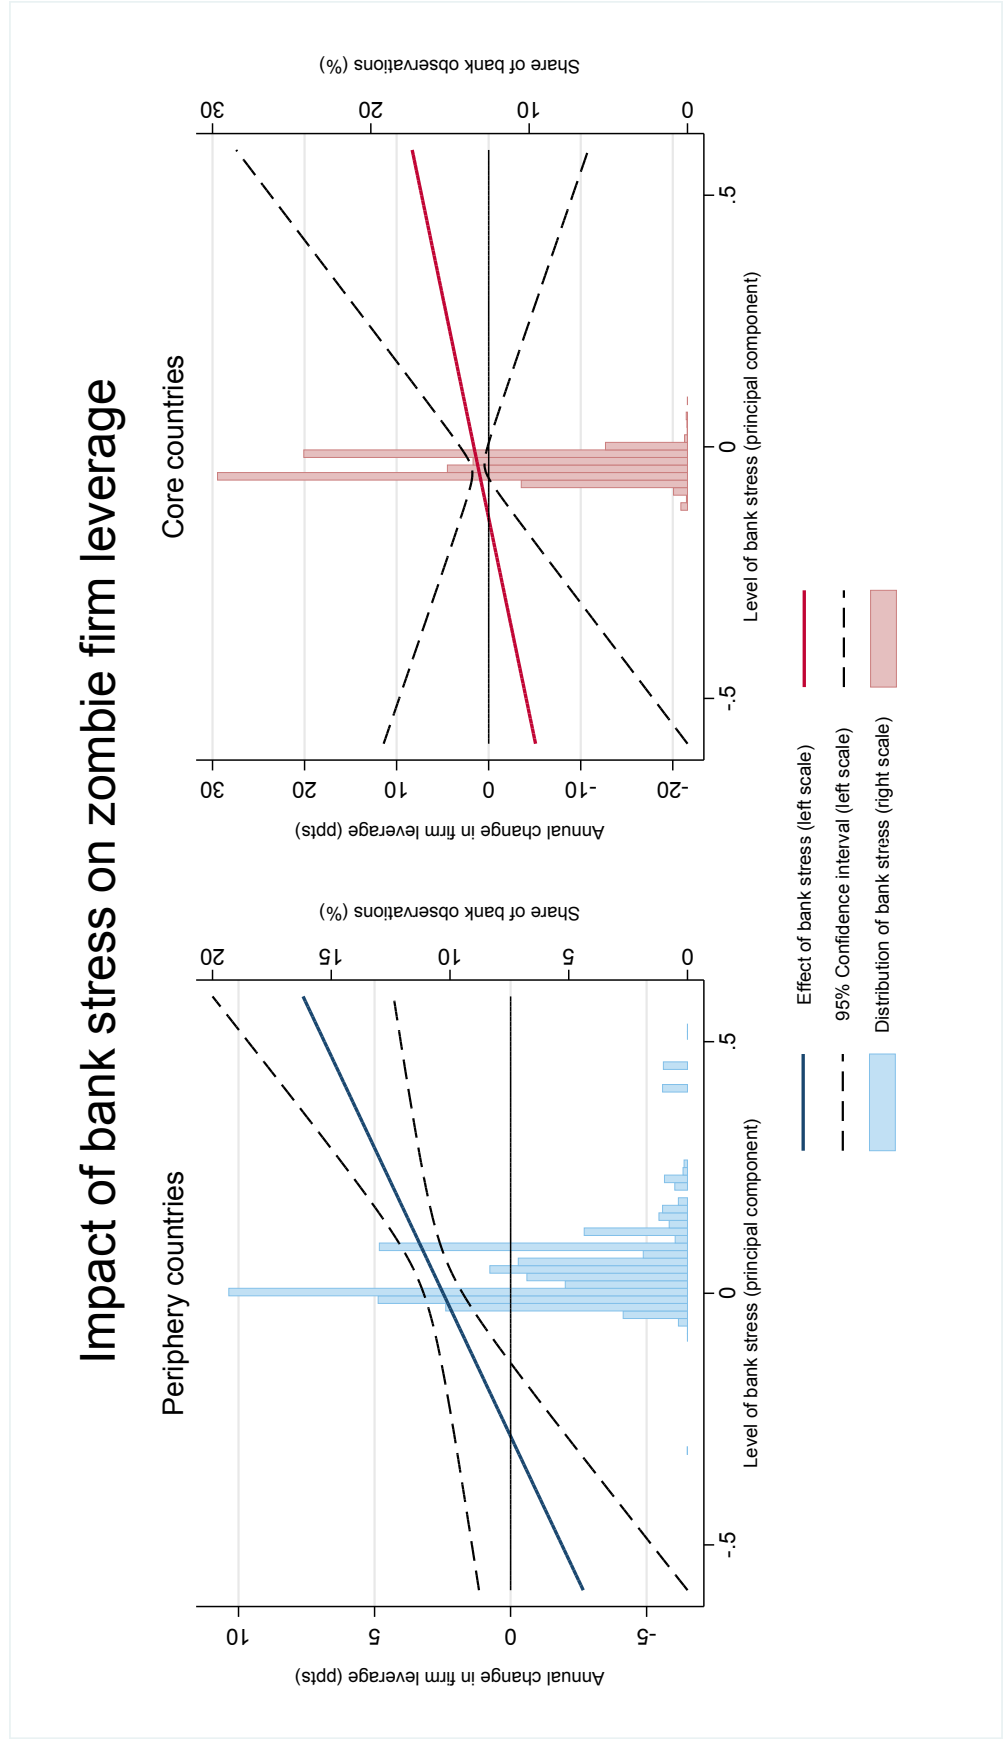 Impact of bank stress on zombie firm leverage
Periphery countries
Annual change in firm leverage (ppts)
10
5
0
-5
Share of bank observations (%)
20
15
10
5
0
-.5
0
.5
Level of bank stress (principal component)
Core countries
Annual change in firm leverage (ppts)
30
20
10
0
-10
-20
Share of bank observations (%)
30
20
10
0
-.5
0
.5
Level of bank stress (principal component)
Effect of bank stress (left scale)
95% Confidence interval (left scale)
Distribution of bank stress (right scale)